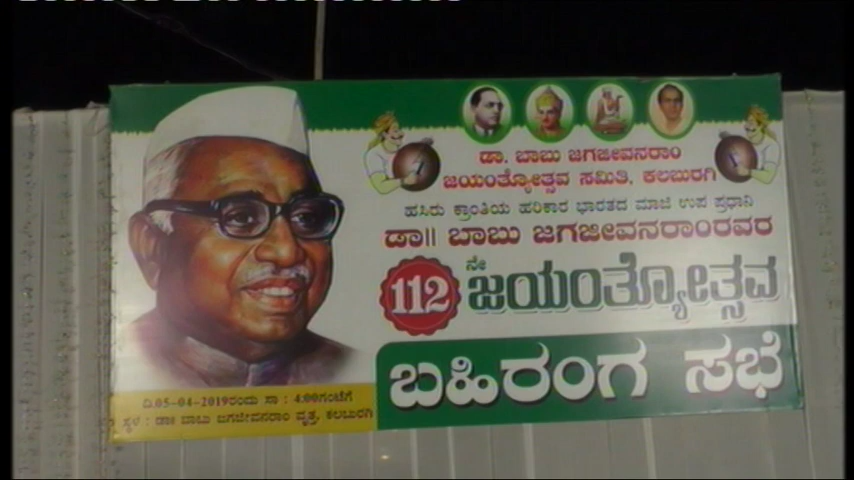 ಡಾ. ಬಾಬು ಜಗಜೀವನರಾಂ
ಜಯಂತ್ಯೋತ್ಸವ ಸಮಿತಿ, ಕಲಬುರಗಿ
ಹಸಿರು ಕ್ರಾಂತಿಯ ಹರಿಕಾರ ಭಾರತದ ಮಾಜಿ ಉಪ ಪ್ರಧಾನಿ
ಡಾ|| ಬಾಬು ಜಗಜೀವನರಾಂರವರ
112 ನೇ ಜಯಂತ್ಯೋತ್ಸವ
ಬಹಿರಂಗ ಸಭೆ
ದಿ.05-04-2019ರಂದು ಸಾ : 4:00ಗಂಟೆಗೆ
ಸ್ಥಳ : ಡಾ|| ಬಾಬು ಜಗಜೀವನರಾಂ ವೃತ್ತ, ಕಲಬುರಗಿ